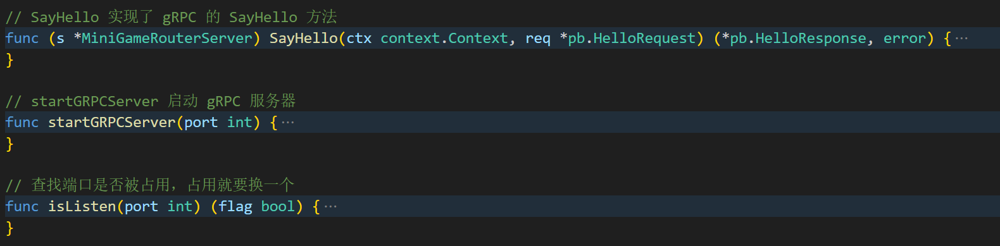 // SayHello 实现了 gRPC 的 SayHello 方法
func (s *MiniGameRouterServer) SayHello(ctx context.Context, req *pb.HelloRequest) (*pb.HelloResponse, error) {…
}
// startGRPCServer 启动 gRPC 服务器
func startGRPCServer(port int) {…
}
// 查找端口是否被占用，占用就要换一个
func isListen(port int) (flag bool) {…
}